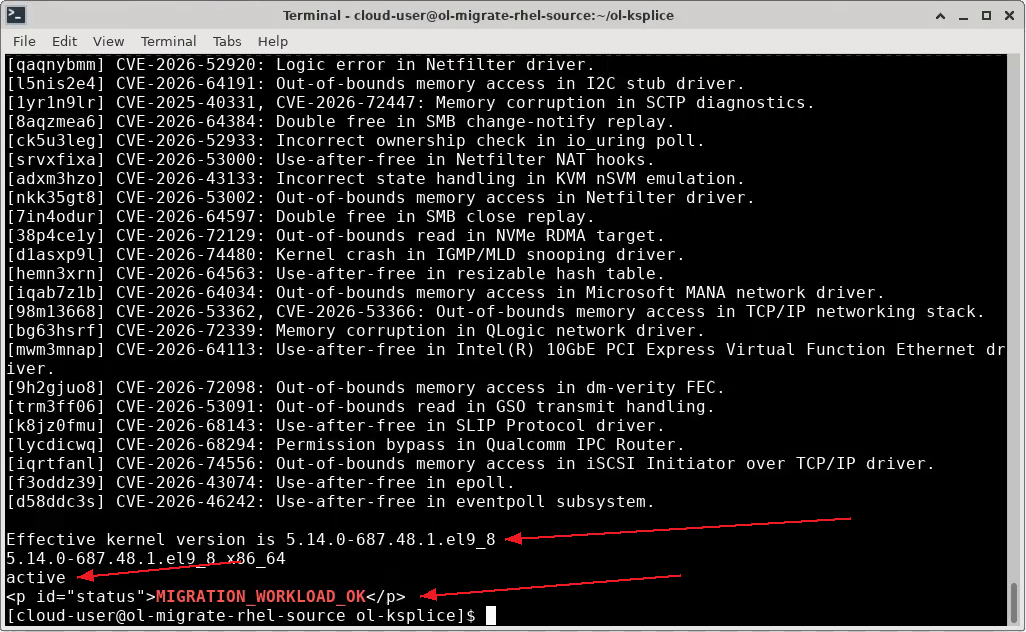 Terminal - cloud-user@ol-migrate-rhel-source:~/ol-ksplice
File Edit View Terminal Tabs Help
[qaqnybmm] CVE-2026-52920: Logic error in Netfilter driver.
[l5nis2e4] CVE-2026-64191: Out-of-bounds memory access in I2C stub driver.
[1yr1n9lr] CVE-2025-40331, CVE-2026-72447: Memory corruption in SCTP diagnostics.
[8aqzmea6] CVE-2026-64384: Double free in SMB change-notify replay.
[ck5u3leg] CVE-2026-52933: Incorrect ownership check in io_uring poll.
[srvxfixa] CVE-2026-53000: Use-after-free in Netfilter NAT hooks.
[adxm3hzo] CVE-2026-43133: Incorrect state handling in KVM nSVM emulation.
[nkk35gt8] CVE-2026-53002: Out-of-bounds memory access in Netfilter driver.
[7in4odur] CVE-2026-64597: Double free in SMB close replay.
[38p4ce1y] CVE-2026-72129: Out-of-bounds read in NVMe RDMA target.
[d1asxp9l] CVE-2026-74480: Kernel crash in IGMP/MLD snooping driver.
[hemn3xrn] CVE-2026-64563: Use-after-free in resizable hash table.
[iqab7z1b] CVE-2026-64034: Out-of-bounds memory access in Microsoft MANA network driver.
[98m13668] CVE-2026-53362, CVE-2026-53366: Out-of-bounds memory access in TCP/IP networking stack.
[bg63hsrf] CVE-2026-72339: Memory corruption in QLogic network driver.
[mwm3mnap] CVE-2026-64113: Use-after-free in Intel(R) 10GbE PCI Express Virtual Function Ethernet dr
iver.
[9h2gjuo8] CVE-2026-72098: Out-of-bounds memory access in dm-verity FEC.
[trm3ff06] CVE-2026-53091: Out-of-bounds read in GSO transmit handling.
[k8jz0fmu] CVE-2026-68143: Use-after-free in SLIP Protocol driver.
[lycdicwq] CVE-2026-68294: Permission bypass in Qualcomm IPC Router.
[iqrtfanl] CVE-2026-74556: Out-of-bounds memory access in iSCSI Initiator over TCP/IP driver.
[f3oddz39] CVE-2026-43074: Use-after-free in epoll.
[d58ddc3s] CVE-2026-46242: Use-after-free in eventpoll subsystem.
Effective kernel version is 5.14.0-687.48.1.el9_8
5.14.0-687.48.1.el9_8.x86_64
active
<p id="status">MIGRATION_WORKLOAD_OK</p>
[cloud-user@ol-migrate-rhel-source ol-ksplice]$